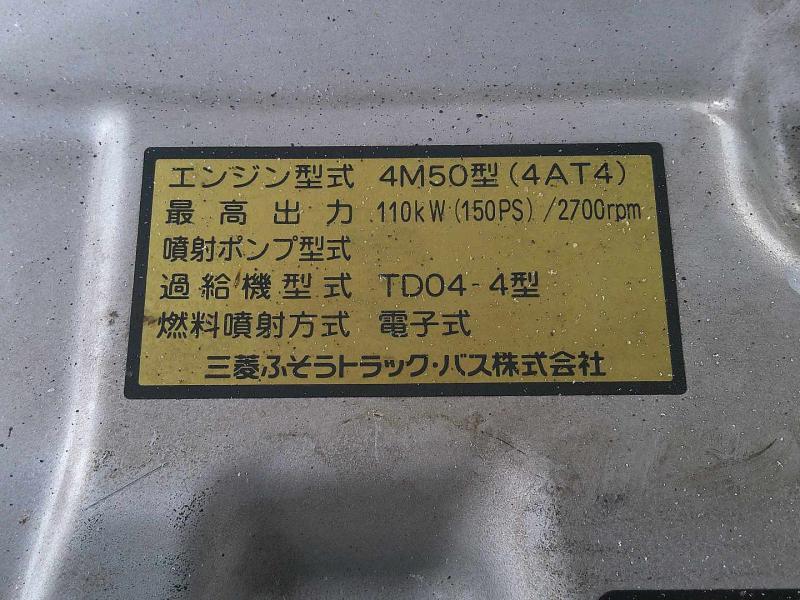 エンジン型式 4M50型(4AT4)
最高出力 110kW(150PS)/2700rpm
噴射ポンプ型式
過給機型式 TD04-4型
燃料噴射方式 電子式
三菱ふそうトラック・バス株式会社